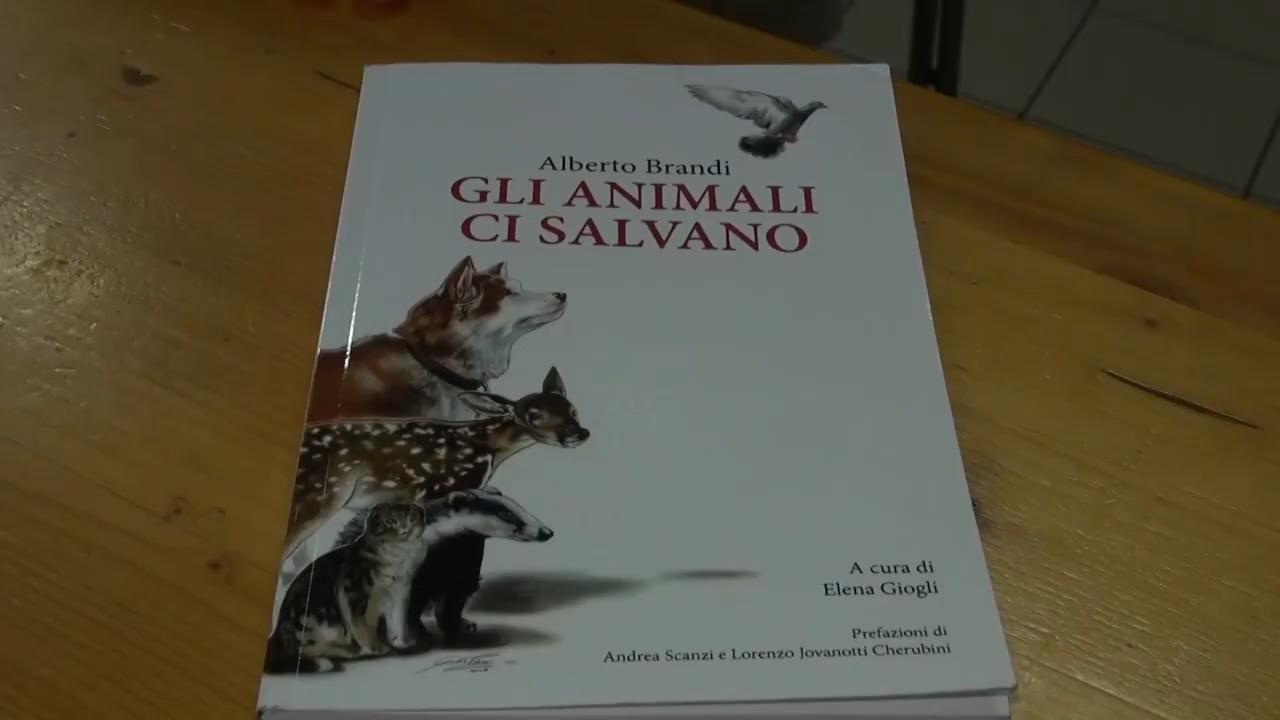 Alberto Brandi
GLI ANIMALI
CI SALVANO
A cura di
Elena Giogli
Prefazioni di
Andrea Scanzi e Lorenzo Jovanotti Cherubini